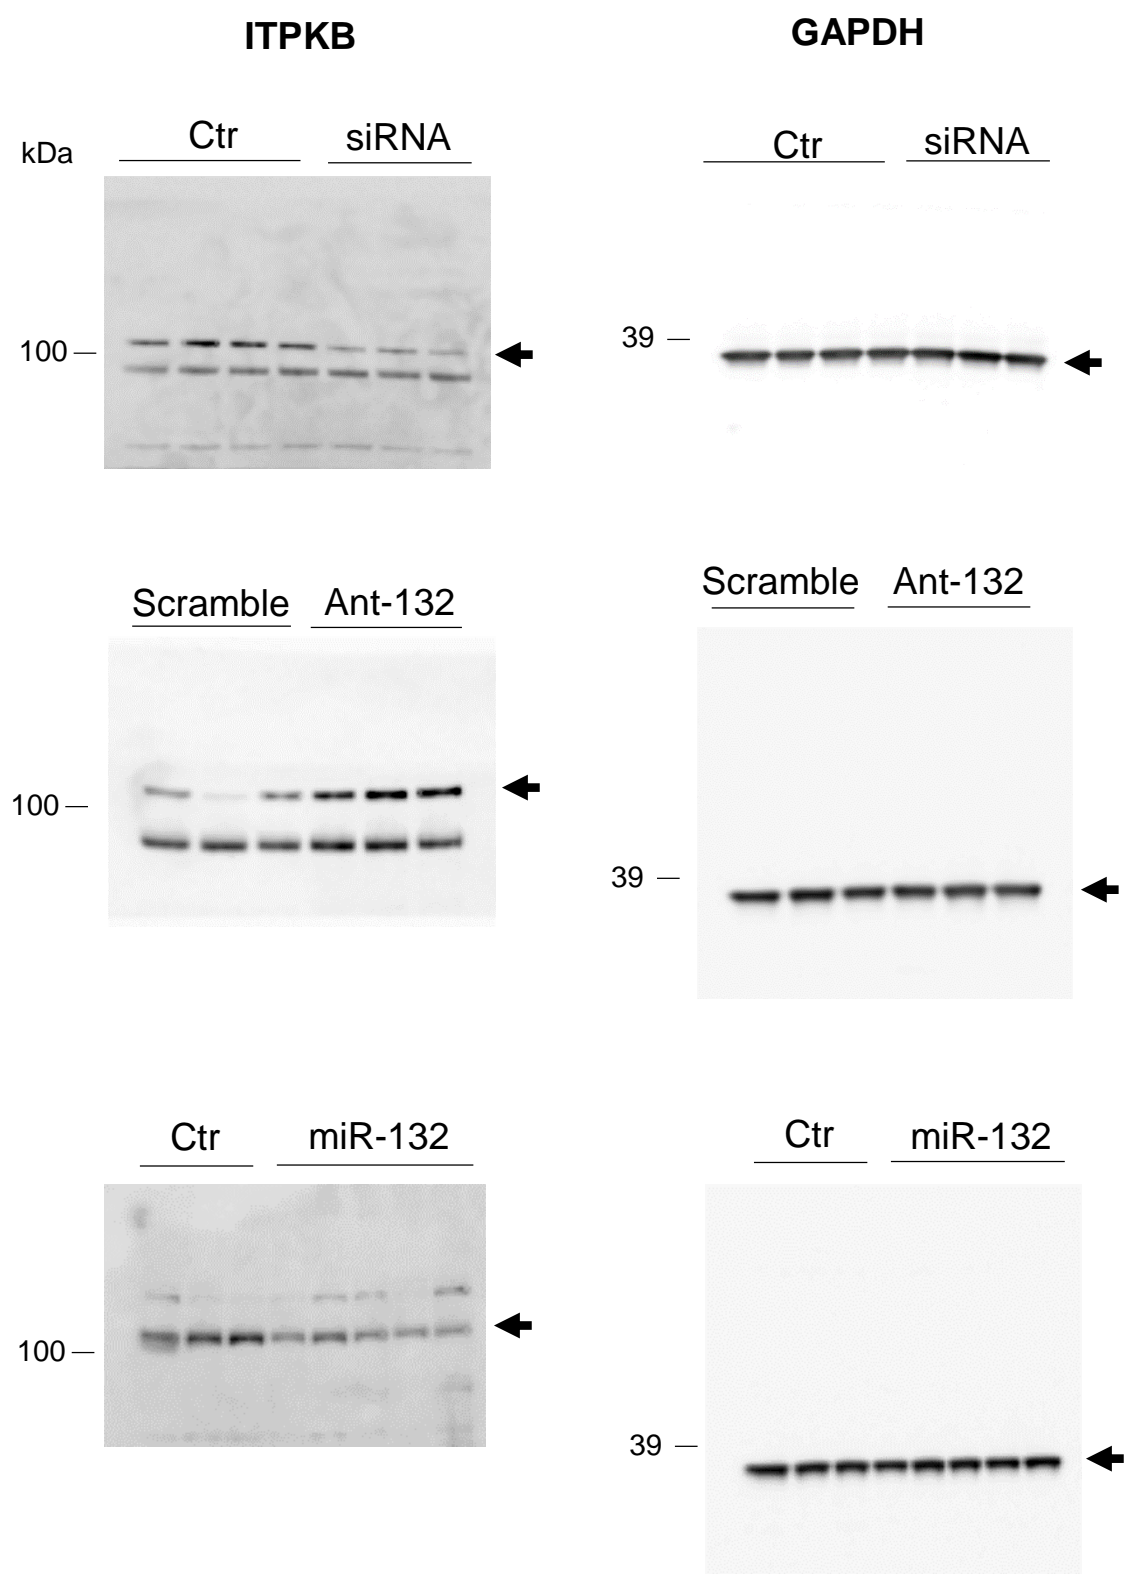 ITPKB
GAPDH
kDa
Ctr
siRNA
Ctr
siRNA
100
39
Scramble
Ant-132
Scramble
Ant-132
100
39
Ctr
miR-132
Ctr
miR-132
100
39